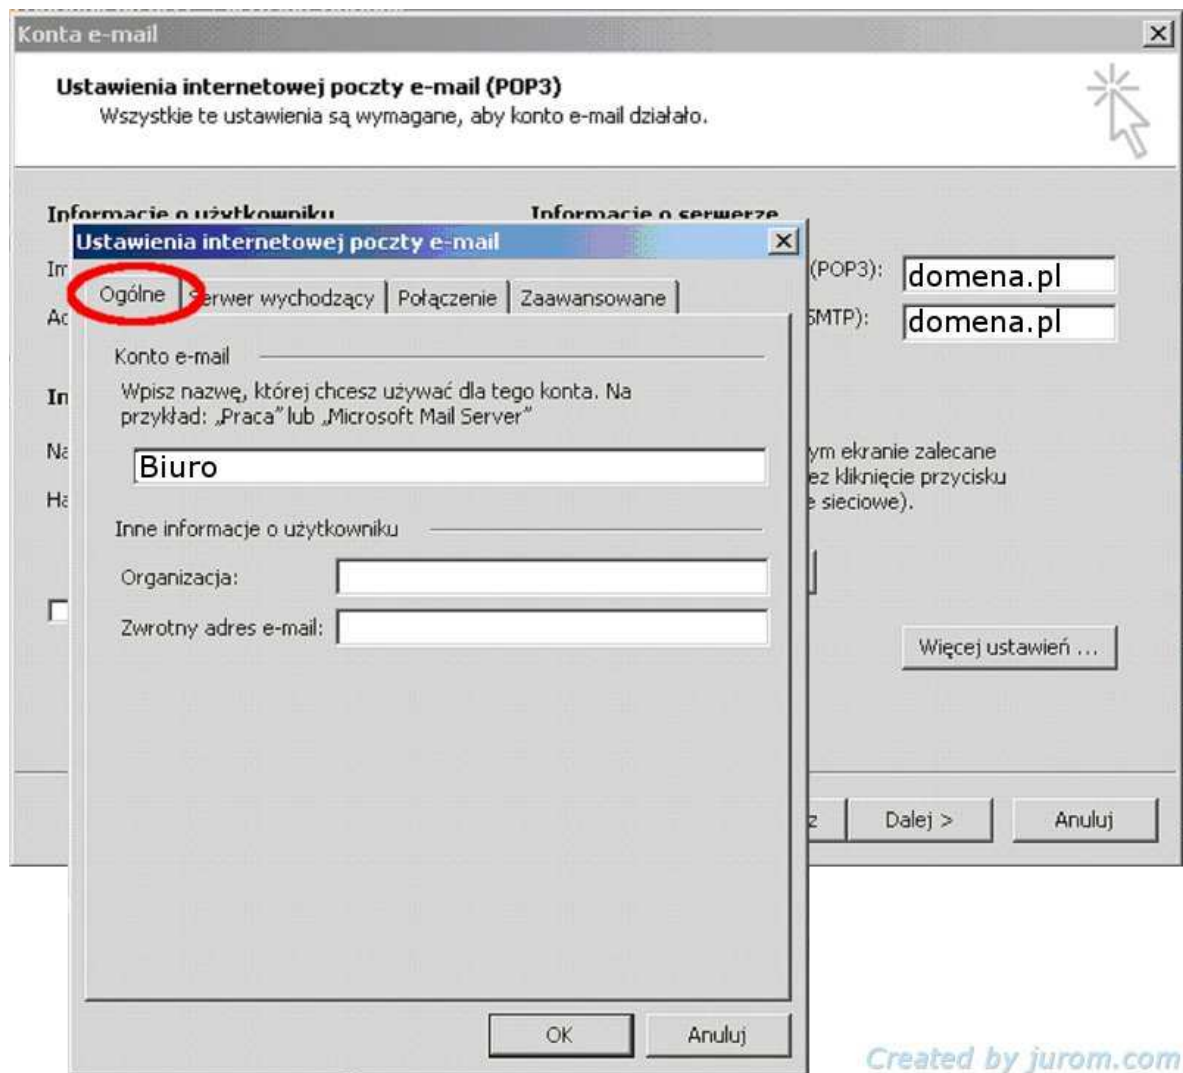 Konta e-mail
Ustawienia internetowej poczty e-mail (POP3)
Wszystkie te ustawienia są wymagane, aby konto e-mail działało.
Informacje o użytkowniku Informacje o serwerze
Ustawienia internetowej poczty e-mail
(POP3): domena.pl
Ogólne Serwer wychodzący Połączenie Zaawansowane
SMTP): domena.pl
Konto e-mail
Wpisz nazwę, której chcesz używać dla tego konta. Na
przykład: „Praca” lub „Microsoft Mail Server”
Biuro
ym ekranie zalecane
ez kliknięcie przycisku
e sieciowe).
Inne informacje o użytkowniku
Organizacja:
Zwrotny adres e-mail:
Więcej ustawień ...
z Dalej > Anuluj
OK Anuluj
Created by jurom.com